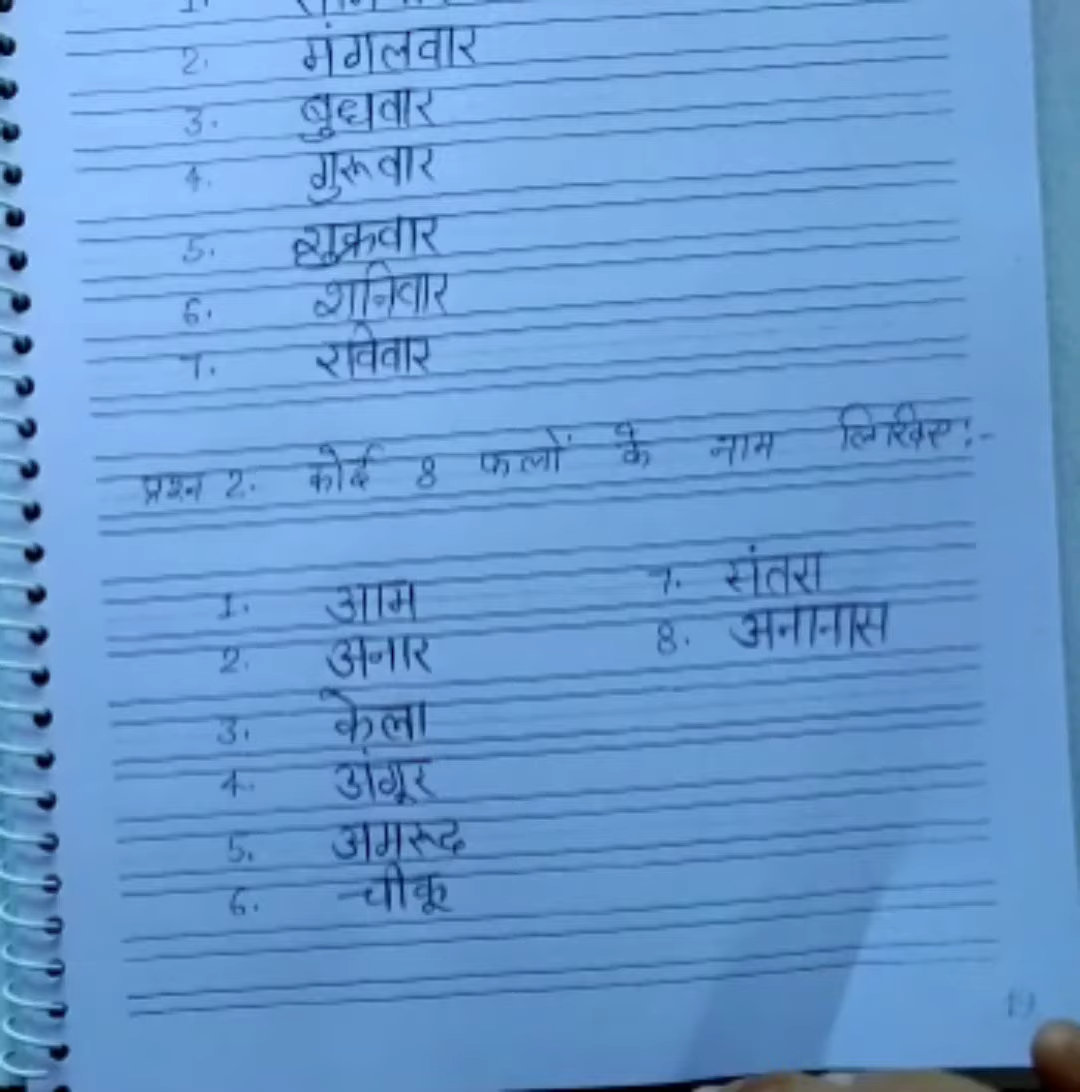 2. मंगलवार
3. बुधवार
4. गुरूवार
5. शुक्रवार
6. शनिवार
7. रविवार
प्रश्न 2. कोई 8 फलों के नाम लिखिए:-
1. आम
2. अनार
3. केला
4. अंगूर
5. अमरूद
6. चीकू
7. संतरा
8. अनानास